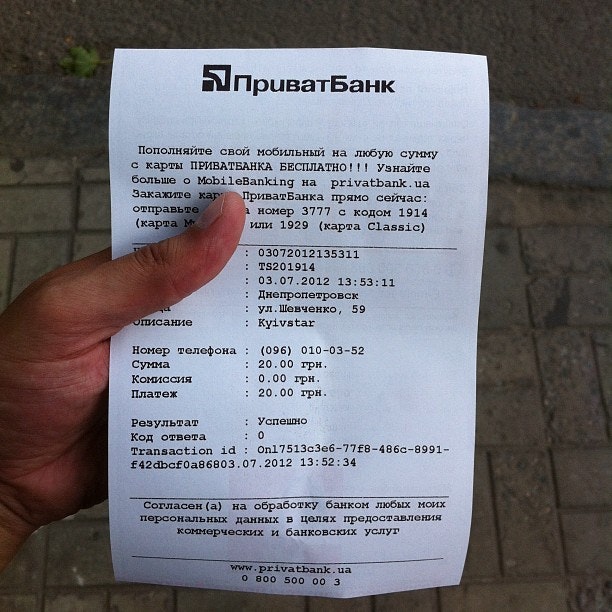 ПриватБанк
Пополняйте свой мобильный на любую сумму
с карты ПРИВАТБАНКА БЕСПЛАТНО!!! Узнайте
больше о MobileBanking на privatbank.ua
Закажите ПриватБанка прямо сейчас:
отправьте номер 3777 с кодом 1914
(карта или 1929 (карта Classic)
: 03072012135311
: TS201914
: 03.07.2012 13:53:11
: Днепропетровск
: ул.Шевченко, 59
Описание : Kyivstar
Номер телефона : (096) 010-03-52
Сумма : 20.00 грн.
Комиссия : 0.00 грн.
Платеж : 20.00 грн.
Результат : Успешно
Код ответа : 0
Transaction id : Onl7513c3e6-77f8-486c-8991-
f42dbcf0a86803.07.2012 13:52:34
Согласен(а) на обработку банком любых моих
персональных данных в целях предоставления
коммерческих и банковских услуг
www.privatbank.ua
0 800 500 00 3